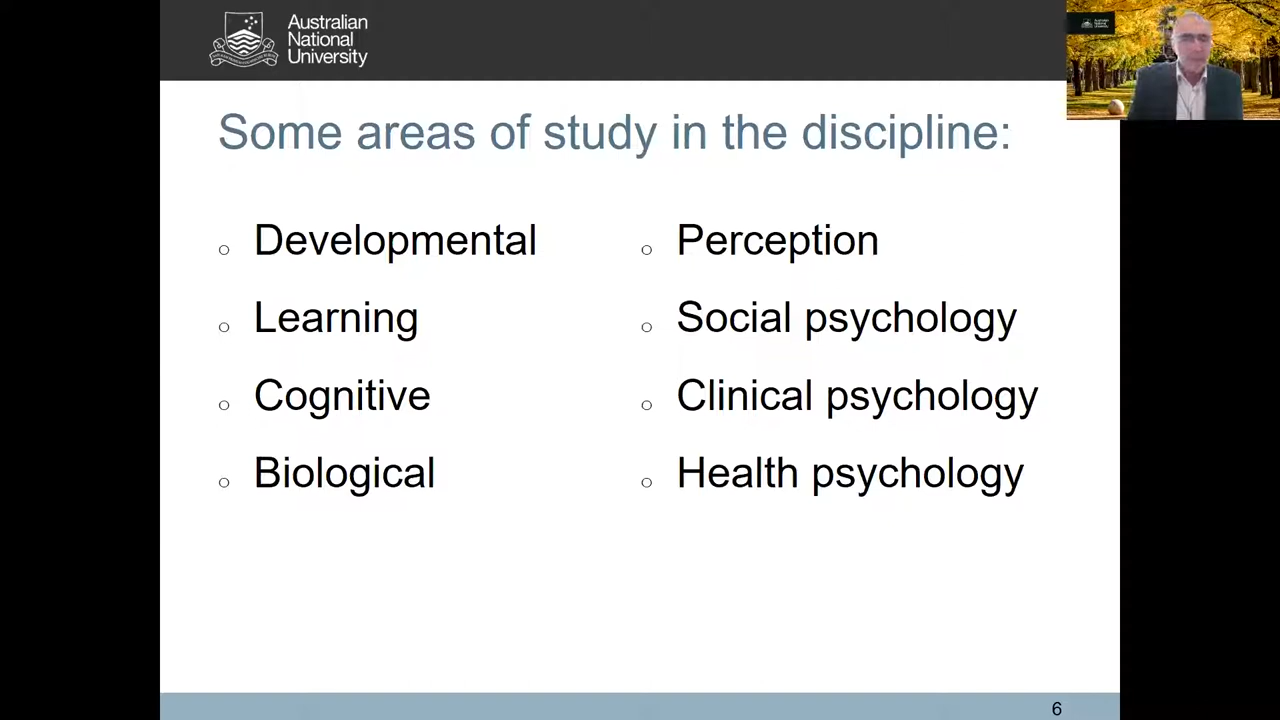 Australian
National
University
Some areas of study in the discipline:
Developmental
Learning
Cognitive
Biological
Perception
Social psychology
Clinical psychology
Health psychology
6